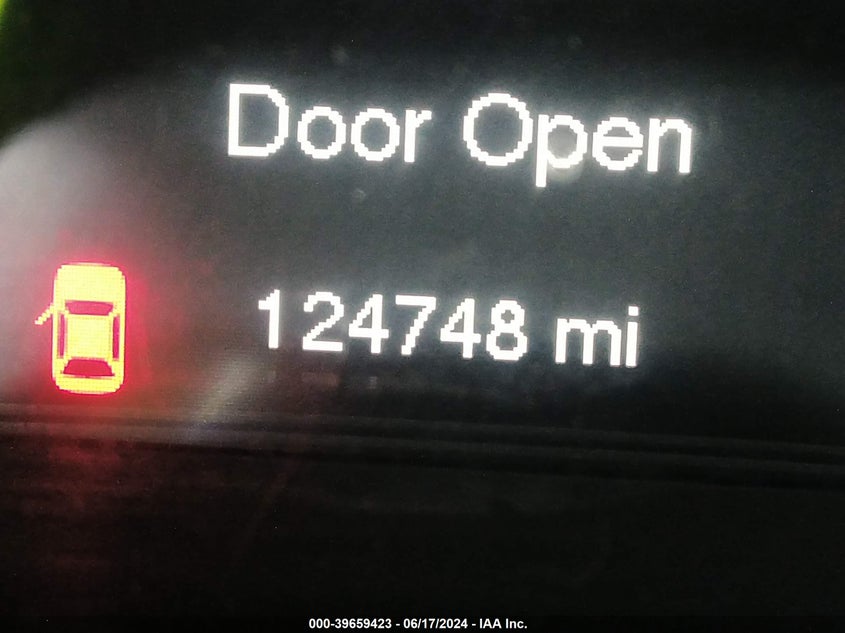 Door Open
124748 mi
000-39659423 - 06/17/2024 - IAA Inc.